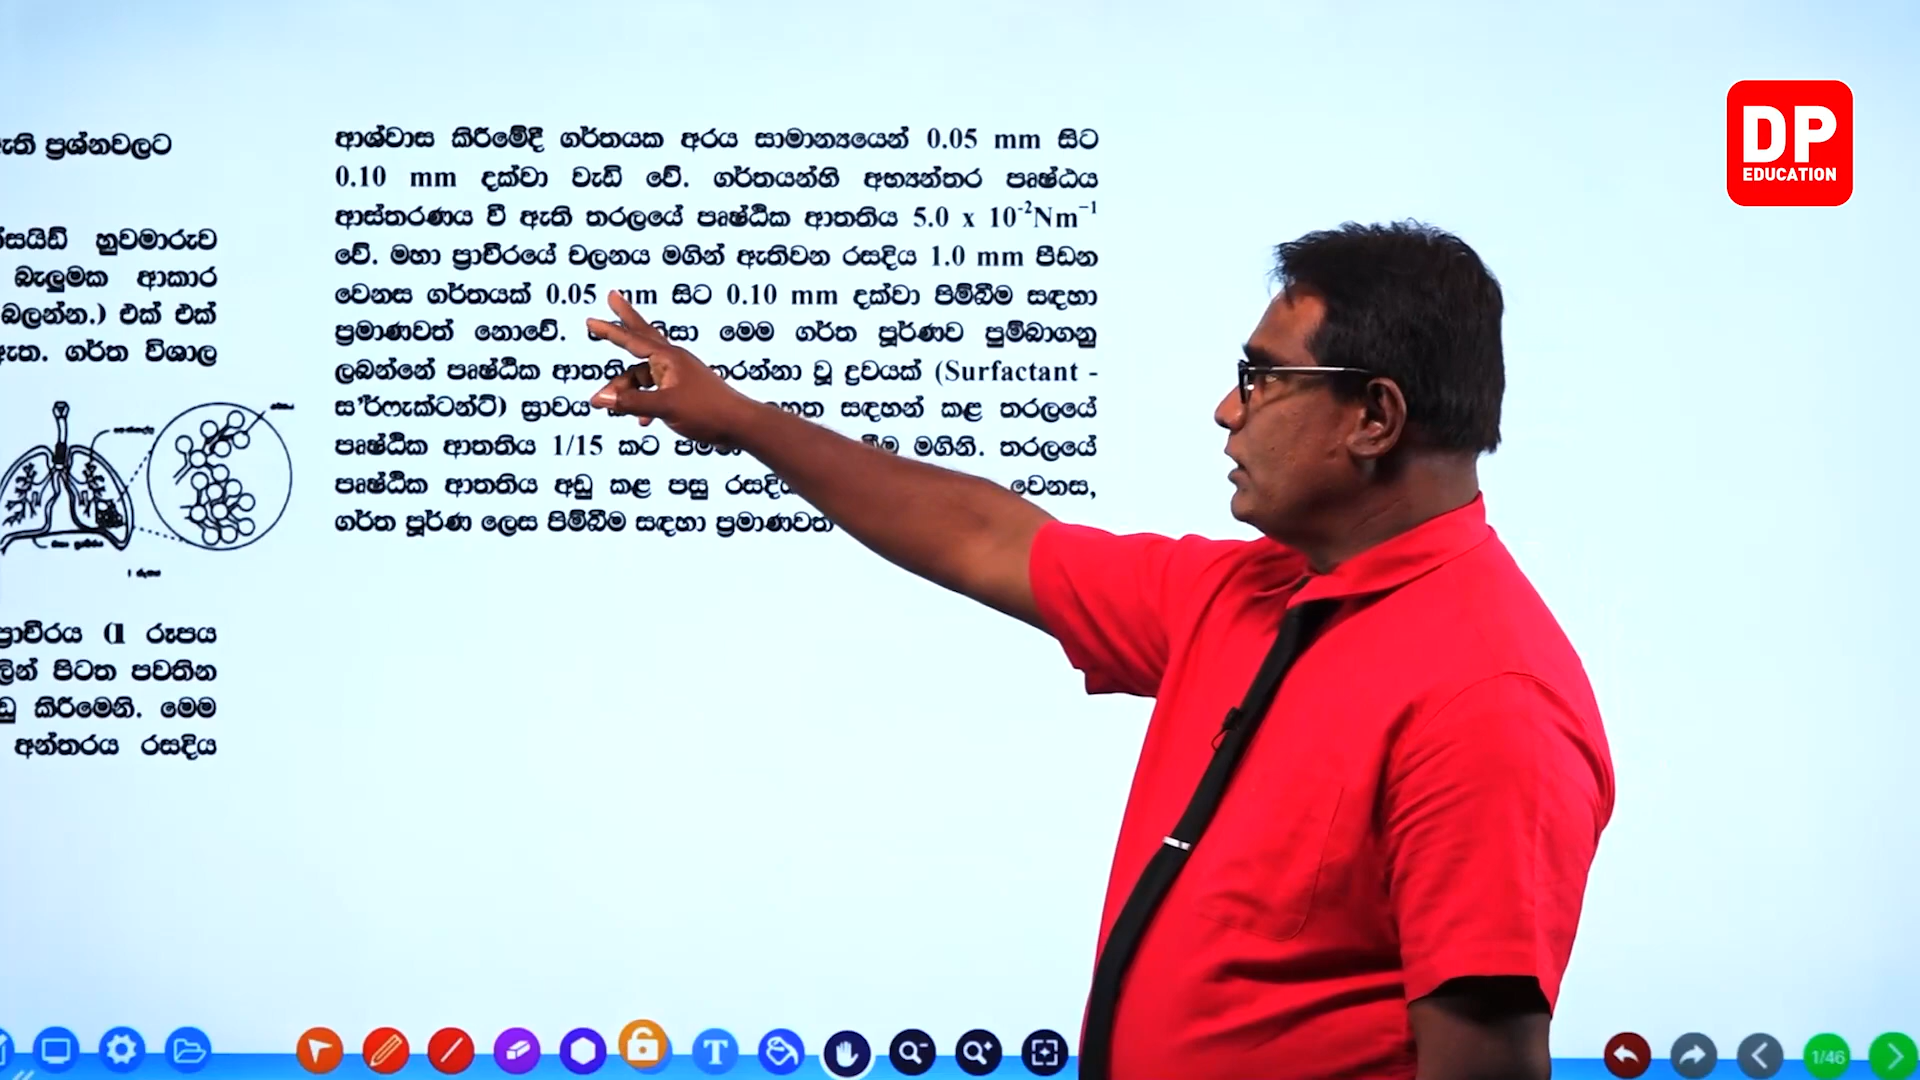 ඇති ප්‍රශ්නවලට
හුවමාරුව
බැලුමක ආකාර
බලන්න.) එක් එක්
ඇත. ගර්ත විශාල
ප්‍රාචීරය (1 රූපය
පිටත පවතින
කිරීමෙනි. මෙම
අන්තරය රසදිය
ආශ්වාස කිරීමේදී ගර්තයක අරය සාමාන්‍යයෙන් 0.05 mm සිට
0.10 mm දක්වා වැඩි වේ. ගර්තයන්හි අභ්‍යන්තර පෘෂ්ඨය
ආස්තරණය වී ඇති තරලයේ පෘෂ්ඨික ආතතිය 5.0 x 10⁻²Nm⁻¹
වේ. මහා ප්‍රාචීරයේ චලනය මගින් ඇතිවන රසදිය 1.0 mm පීඩන
වෙනස ගර්තයක් 0.05 mm සිට 0.10 mm දක්වා පිම්බීම සඳහා
ප්‍රමාණවත් නොවේ. මෙම ගර්ත පූර්ණව පුම්බාගනු
ලබන්නේ පෘෂ්ඨික වූ ද්‍රවයක් (Surfactant -
ස'ර්ෆැක්ටන්ට්) ස්‍රාවය සඳහන් කළ තරලයේ
පෘෂ්ඨික ආතතිය 1/15 කට මගිනි. තරලයේ
පෘෂ්ඨික ආතතිය අඩු කළ පසු වෙනස,
ගර්ත පූර්ණ ලෙස පිම්බීම සඳහා ප්‍රමාණවත්
DP
EDUCATION
T
1/46